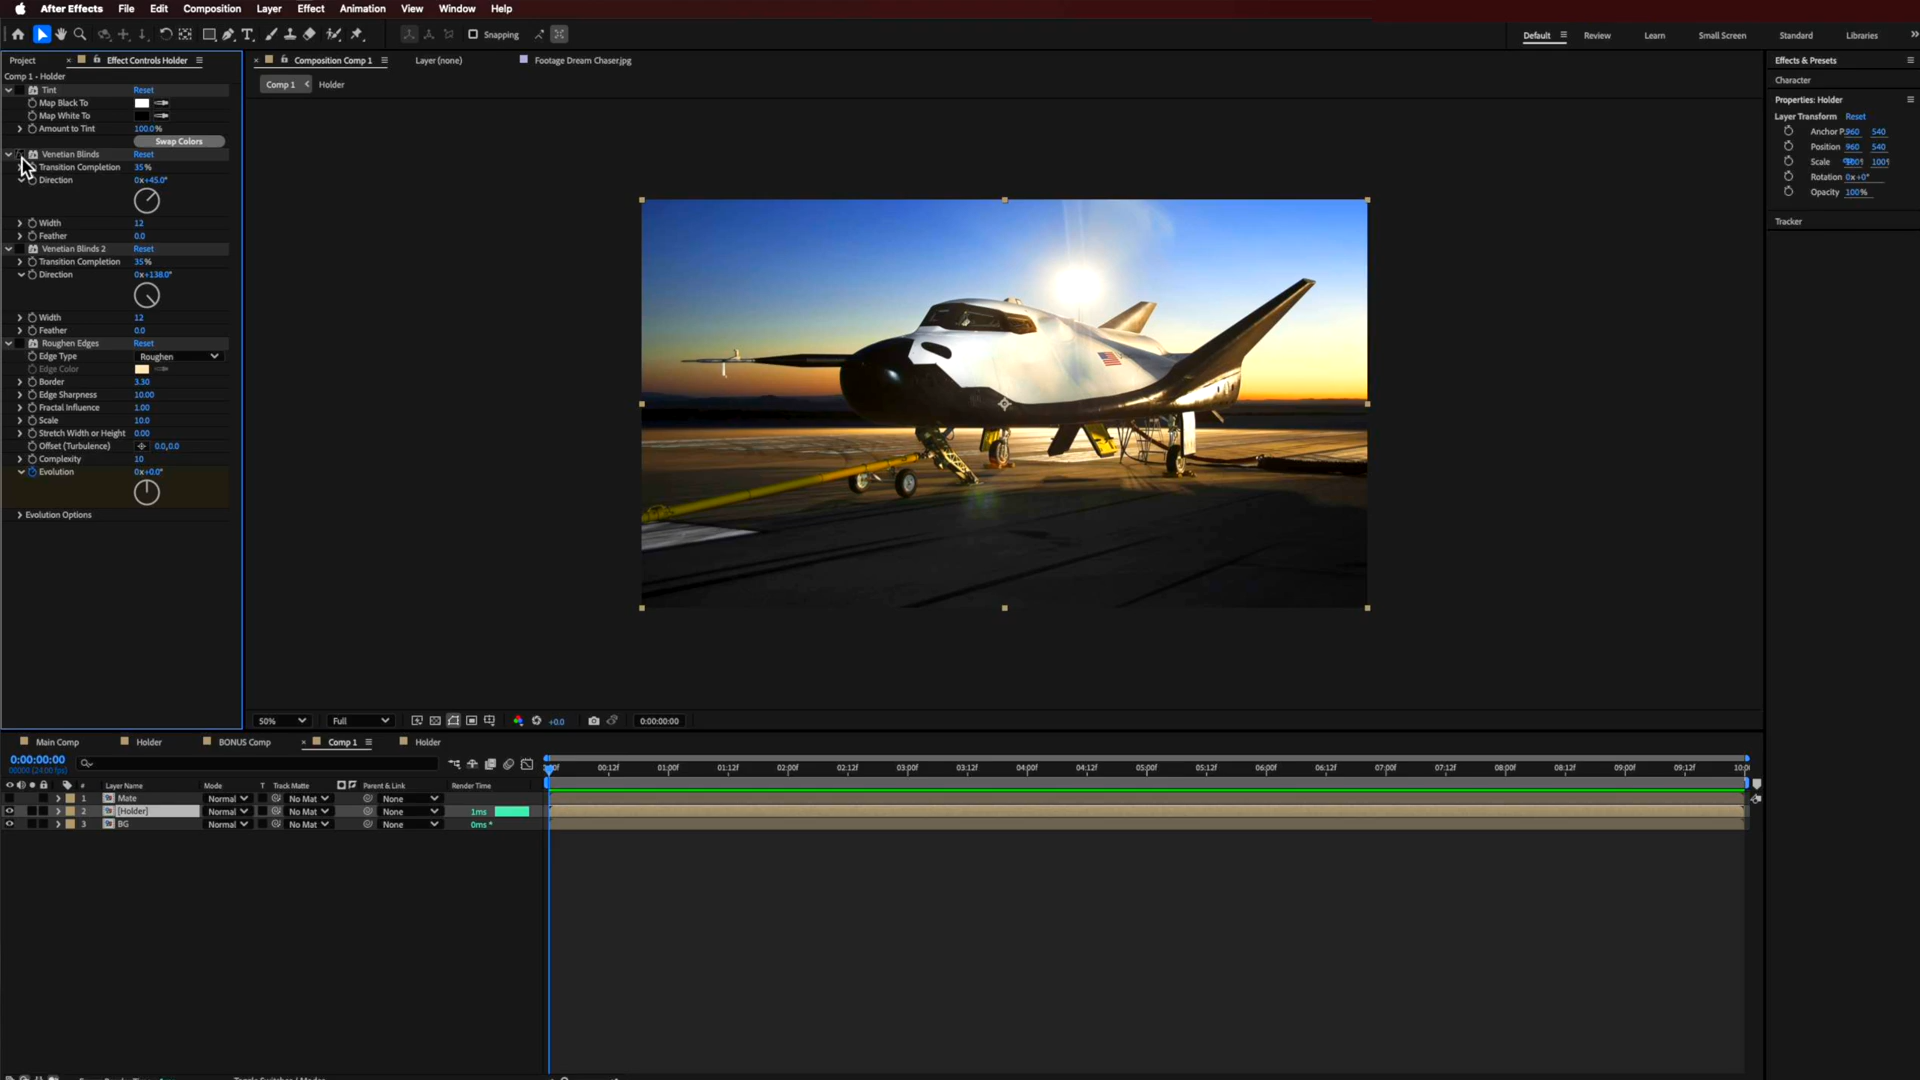 After Effects File Edit Composition Layer Effect Animation View Window Help
Snapping
Default Review Learn Small Screen Standard Libraries
Project Effect Controls Holder
Comp 1 • Holder
Tint Reset
Map Black To
Map White To
Amount to Tint 100.0%
Swap Colors
Venetian Blinds Reset
Transition Completion 35%
Direction 0x+45.0°
Width 12
Feather 0.0
Venetian Blinds 2 Reset
Transition Completion 35%
Direction 0x+138.0°
Width 12
Feather 0.0
Roughen Edges Reset
Edge Type Roughen
Edge Color
Border 3.30
Edge Sharpness 10.00
Fractal Influence 1.00
Scale 10.0
Stretch Width or Height 0.00
Offset (Turbulence) 0.0,0.0
Complexity 10
Evolution 0x+0.0°
Evolution Options
Composition Comp 1 Layer (none) Footage Dream Chaser.jpg
Comp 1 Holder
50% Full +0.0 0:00:00:00
Effects & Presets
Character
Properties: Holder
Layer Transform Reset
Anchor P. 960 540
Position 960 540
Scale 100%
Rotation 0x+0°
Opacity 100%
Tracker
Main Comp Holder BONUS Comp Comp 1 Holder
0:00:00:00
00000 (24.00 fps)
# Layer Name Mode T Track Matte Parent & Link Render Time
00:12f 01:00f 01:12f 02:00f 02:12f 03:00f 03:12f 04:00f 04:12f 05:00f 05:12f 06:00f 06:12f 07:00f 07:12f 08:00f 08:12f 09:00f 09:12f
1 Mate Normal No Mat None
2 [Holder] Normal No Mat None 1ms
3 BG Normal No Mat None 0ms *